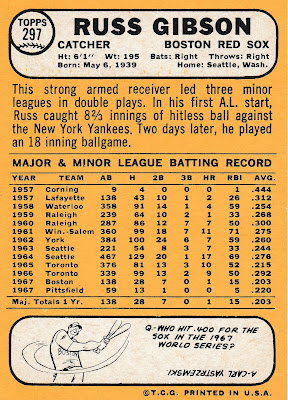 TOPPS
297
RUSS GIBSON
CATCHER BOSTON RED SOX
Ht: 6/1" Wt: 195 Bats: Right Throws: Right
Born: May 6, 1939 Home: Seattle, Wash.
This strong armed receiver led three minor
leagues in double plays. In his first A.L. start,
Russ caught 8⅔ innings of hitless ball against
the New York Yankees. Two days later, he played
an 18 inning ballgame.
MAJOR & MINOR LEAGUE BATTING RECORD
YEAR TEAM AB H 2B 3B HR RBI AVG.
1957 Corning 9 4 0 0 0 1 .444
1957 Lafayette 138 43 10 1 2 26 .312
1958 Waterloo 358 91 14 1 4 59 .254
1959 Raleigh 239 64 10 2 1 33 .268
1960 Raleigh 287 86 12 7 7 50 .300
1961 Win.-Salem 360 99 18 7 11 71 .275
1962 York 384 100 24 6 7 59 .260
1963 Seattle 221 54 8 3 7 33 .244
1964 Seattle 467 129 20 1 17 69 .276
1965 Toronto 376 81 13 3 10 52 .215
1966 Toronto 339 99 13 2 9 50 .292
1967 Boston 138 28 7 0 1 15 .203
1967 Pittsfield 59 13 1 0 0 7 .220
Maj. Totals 1 Yr. 138 28 7 0 1 15 .203
BOSTON
Q-WHO HIT .400 FOR THE
SOX IN THE 1967
WORLD SERIES?
A-CARL YASTRZEMSKI
©T.C.G. PRINTED IN U.S.A.